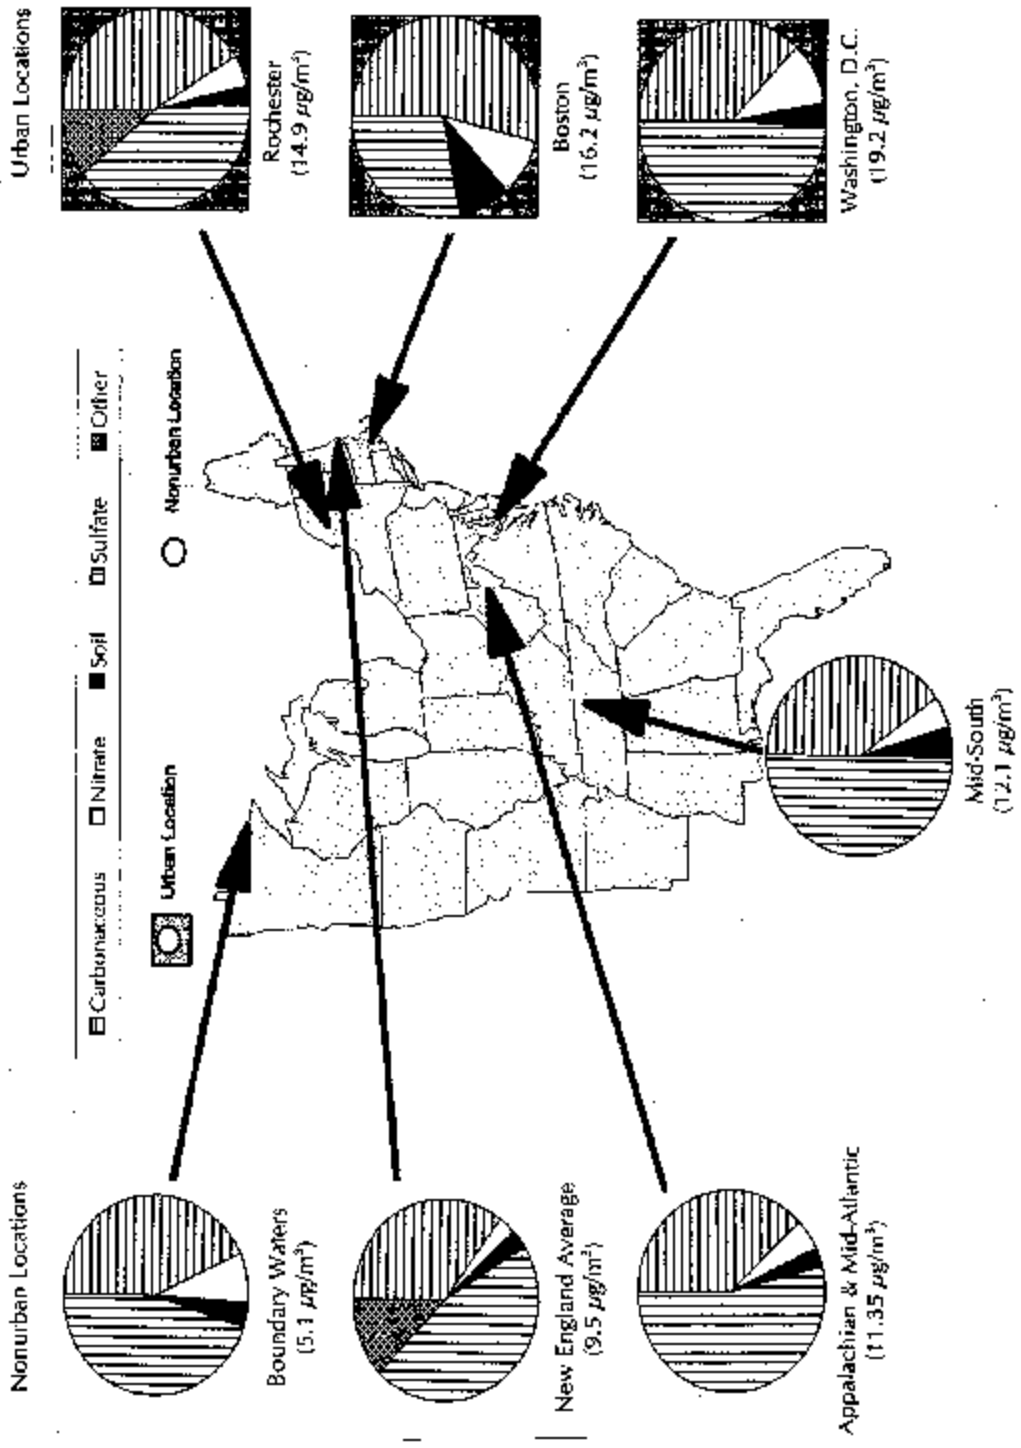 Nonurban Locations
Urban Locations
Carbonaceous
Nitrate
Soil
Sulfate
Other
Urban Location
Nonurban Location
Boundary Waters
(5.1 µg/m³)
New England Average
(9.5 µg/m³)
Appalachian & Mid-Atlantic
(11.35 µg/m³)
Mid-South
(12.1 µg/m³)
Rochester
(14.9 µg/m³)
Boston
(16.2 µg/m³)
Washington, D.C.
(19.2 µg/m³)